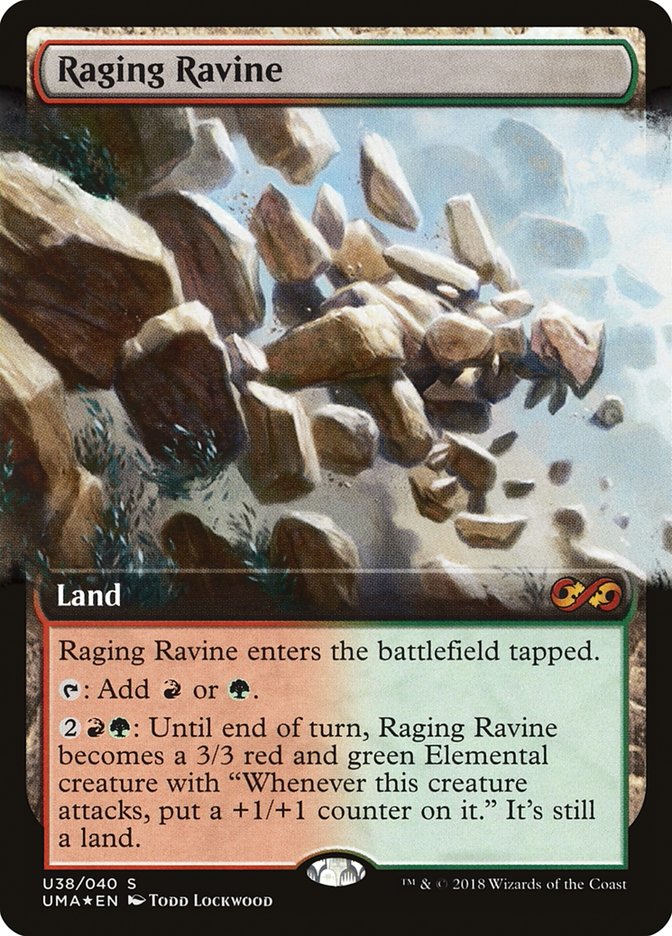 Raging Ravine
Land
Raging Ravine enters the battlefield tapped.
: Add or .
2: Until end of turn, Raging Ravine
becomes a 3/3 red and green Elemental
creature with “Whenever this creature
attacks, put a +1/+1 counter on it.” It’s still
a land.
U38/040 S
UMA★EN Todd Lockwood
™ & © 2018 Wizards of the Coast